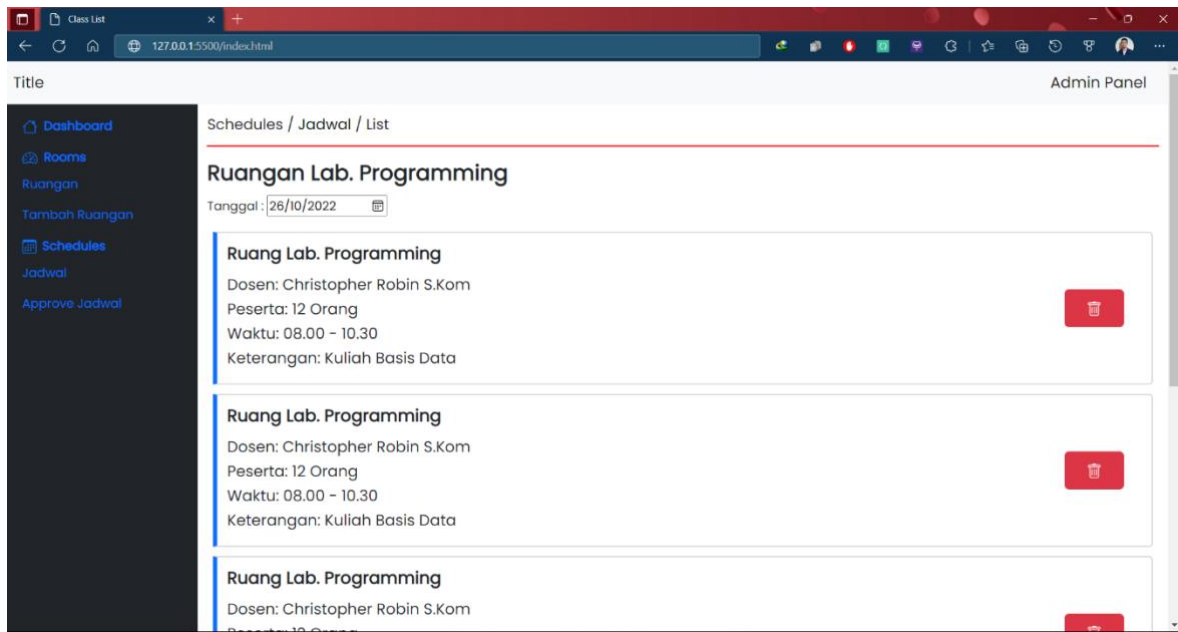 Class List
127.0.0.1:5500/index.html
Title
Admin Panel
Dashboard
Rooms
Ruangan
Tambah Ruangan
Schedules
Jadwal
Approve Jadwal
Schedules / Jadwal / List
Ruangan Lab. Programming
Tanggal : 26/10/2022
Ruang Lab. Programming
Dosen: Christopher Robin S.Kom
Peserta: 12 Orang
Waktu: 08.00 - 10.30
Keterangan: Kuliah Basis Data
Ruang Lab. Programming
Dosen: Christopher Robin S.Kom
Peserta: 12 Orang
Waktu: 08.00 - 10.30
Keterangan: Kuliah Basis Data
Ruang Lab. Programming
Dosen: Christopher Robin S.Kom
Peserta: 12 Orang